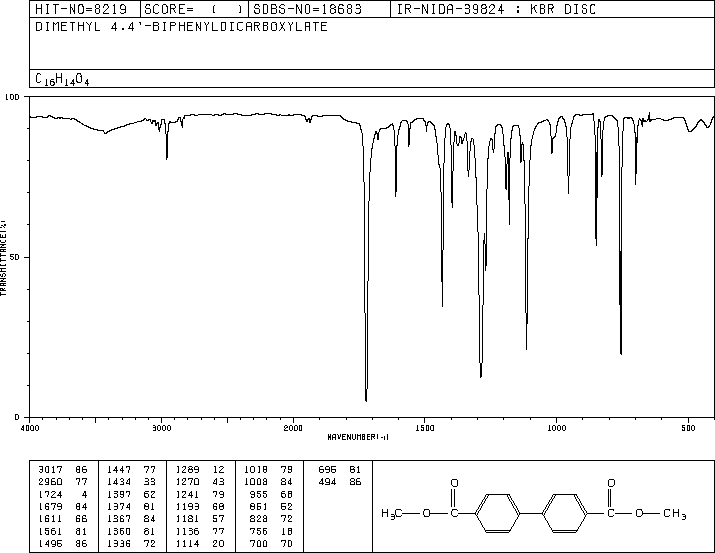 HIT-NO=8219 SCORE= ( ) SDBS-NO=18683 IR-NIDA-39824 : KBR DISC
DIMETHYL 4.4'-BIPHENYLDICARBOXYLATE
C16H14O4
100
50
0
TRANSMITTANCE(%)
4000 3000 2000 1500 1000 500
WAVENUMBER(-1)
3017 86 1447 77 1289 12 1018 79 696 81
2960 77 1434 33 1270 43 1008 84 494 86
1724 4 1397 62 1241 79 955 68
1679 84 1374 81 1193 68 851 52
1611 66 1367 84 1181 57 828 72
1561 81 1360 81 1136 77 756 18
1495 86 1336 72 1114 20 700 70
O O
H3C O O CH3